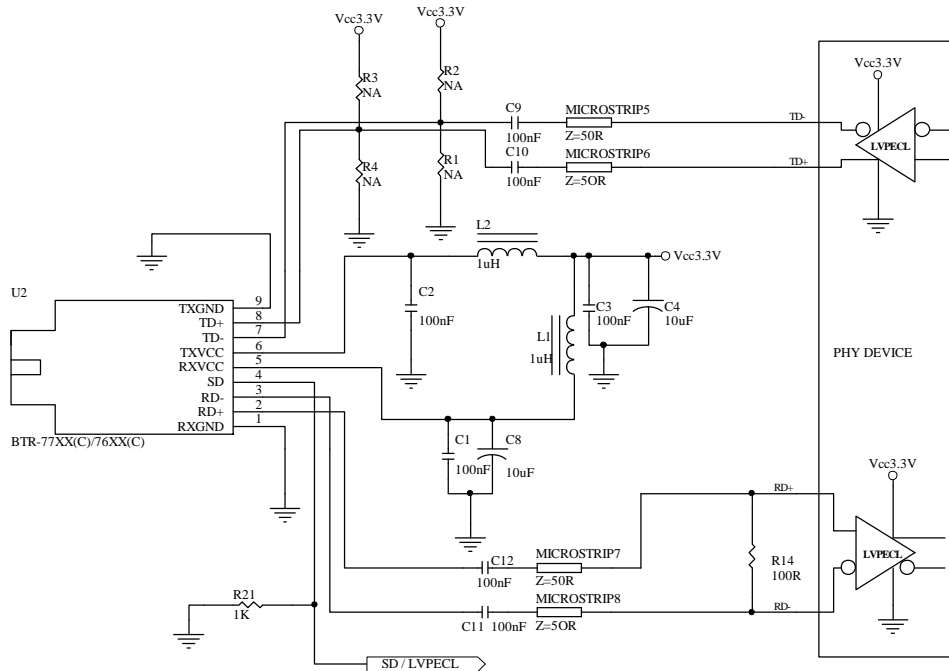 Vcc3.3V
Vcc3.3V
R3
NA
R2
NA
R4
NA
R1
NA
C9
100nF
MICROSTRIP5
Z=50R
C10
100nF
MICROSTRIP6
Z=5OR
TD-
TD+
Vcc3.3V
LVPECL
L2
1uH
Vcc3.3V
C2
100nF
C3
100nF
C4
10uF
L1
1uH
PHY DEVICE
U2
TXGND 9
TD+ 8
TD- 7
TXVCC 6
RXVCC 5
SD 4
RD- 3
RD+ 2
RXGND 1
BTR-77XX(C)/76XX(C)
C1
100nF
C8
10uF
Vcc3.3V
RD+
LVPECL
C12
100nF
MICROSTRIP7
Z=50R
R14
100R
C11 100nF
MICROSTRIP8
Z=5OR
RD-
R21
1K
SD / LVPECL